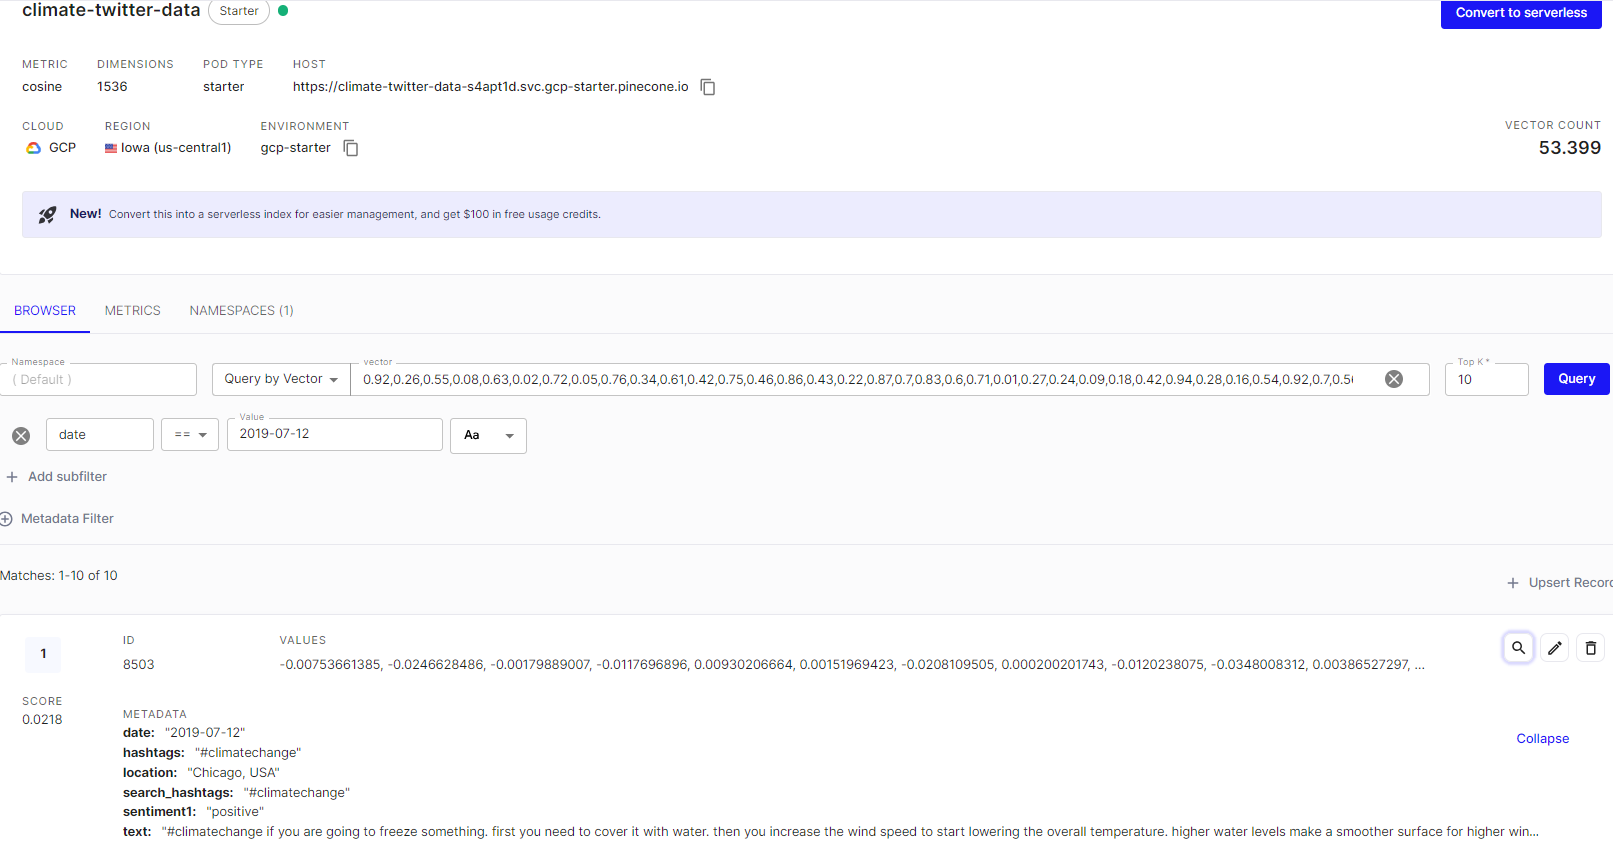 climate-twitter-data Starter Convert to serverless
METRIC DIMENSIONS POD TYPE HOST
cosine 1536 starter https://climate-twitter-data-s4apt1d.svc.gcp-starter.pinecone.io
CLOUD REGION ENVIRONMENT VECTOR COUNT
GCP Iowa (us-central1) gcp-starter 53.399
New! Convert this into a serverless index for easier management, and get $100 in free usage credits.
BROWSER METRICS NAMESPACES (1)
Namespace vector Top K *
( Default ) Query by Vector 0.92,0.26,0.55,0.08,0.63,0.02,0.72,0.05,0.76,0.34,0.61,0.42,0.75,0.46,0.86,0.43,0.22,0.87,0.7,0.83,0.6,0.71,0.01,0.27,0.24,0.09,0.18,0.42,0.94,0.28,0.16,0.54,0.92,0.7,0.5 10 Query
Value
date == 2019-07-12 Aa
Add subfilter
Metadata Filter
Matches: 1-10 of 10
Upsert Record
1 ID VALUES
8503 -0.00753661385, -0.0246628486, -0.00179889007, -0.0117696896, 0.00930206664, 0.00151969423, -0.0208109505, 0.000200201743, -0.0120238075, -0.0348008312, 0.00386527297, ...
SCORE
0.0218
METADATA
date: "2019-07-12"
Collapse
hashtags: "#climatechange"
location: "Chicago, USA"
search_hashtags: "#climatechange"
sentiment1: "positive"
text: "#climatechange if you are going to freeze something. first you need to cover it with water. then you increase the wind speed to start lowering the overall temperature. higher water levels make a smoother surface for higher win...